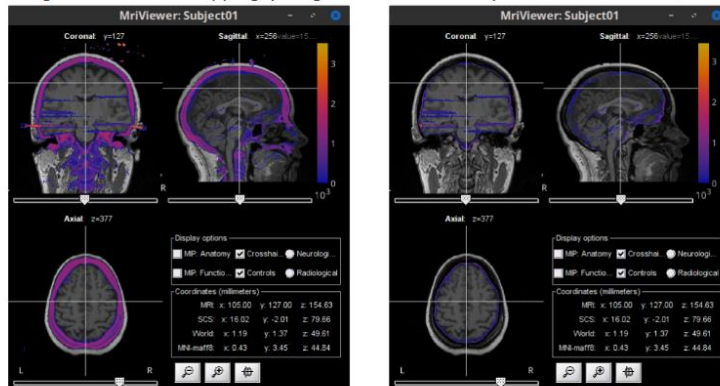 MriViewer: Subject01
Coronal: y=127
Sagittal: x=256 value=15...
3
2
1
0
10³
R
Axial: z=377
Display options
MIP: Anatomy Crosshai... Neurologi...
MIP: Functio... Controls Radiological
Coordinates (millimeters)
MRI: x: 105.00 y: 127.00 z: 154.63
SCS: x: 16.02 y: -2.01 z: 79.66
World: x: 1.19 y: 1.37 z: 49.61
MNI-maff8: x: 0.43 y: 3.45 z: 44.84
L R
MriViewer: Subject01
Coronal: y=127
Sagittal: x=256 value=15...
3
2
1
0
10³
R
Axial: z=377
Display options
MIP: Anatomy Crosshai... Neurologi...
MIP: Functio... Controls Radiological
Coordinates (millimeters)
MRI: x: 105.00 y: 127.00 z: 154.63
SCS: x: 16.02 y: -2.01 z: 79.66
World: x: 1.19 y: 1.37 z: 49.61
MNI-maff8: x: 0.43 y: 3.45 z: 44.84
L R